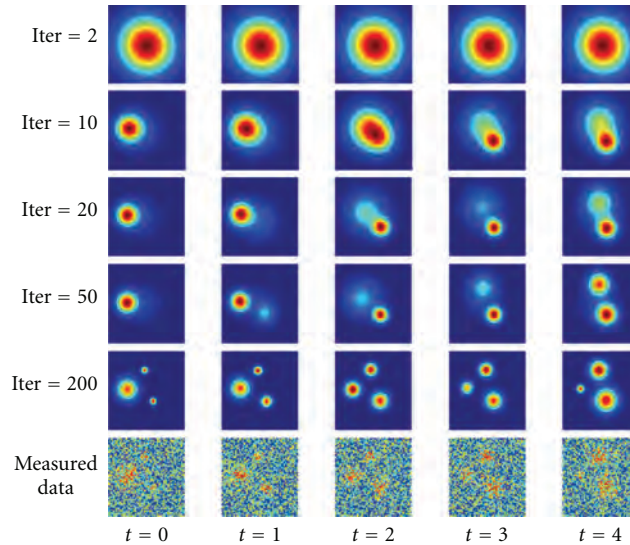 Iter = 2
Iter = 10
Iter = 20
Iter = 50
Iter = 200
Measured
data
t = 0
t = 1
t = 2
t = 3
t = 4